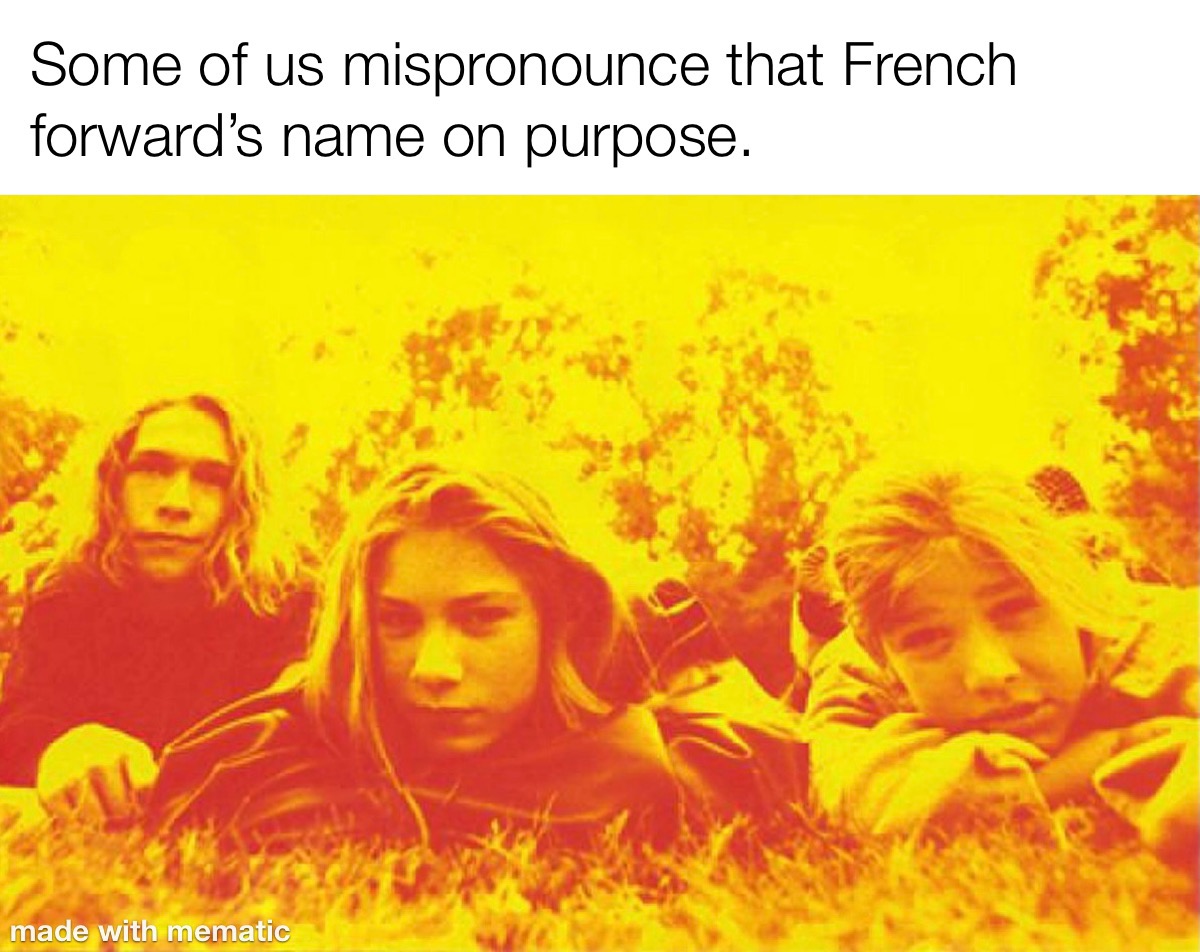 Some of us mispronounce that French
forward’s name on purpose.
made with mematic